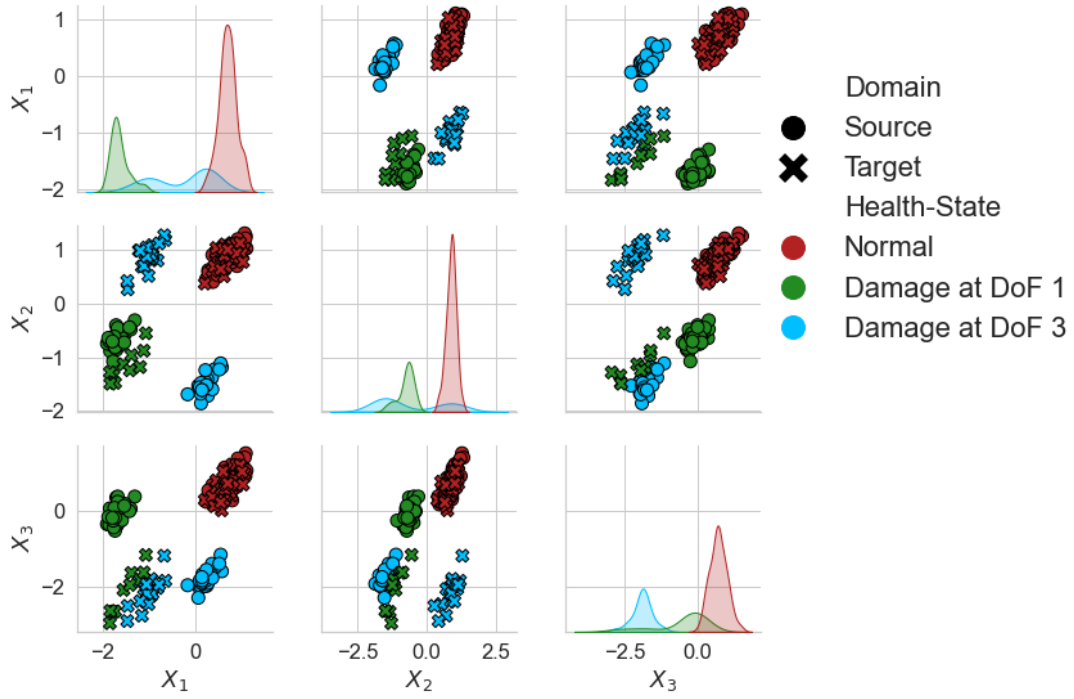 1
0
−1
−2
X1
1
0
−1
−2
X2
0
−2
X3
−2
0
X1
−2.5
0.0
2.5
X2
−2.5
0.0
X3
Domain
Source
Target
Health-State
Normal
Damage at DoF 1
Damage at DoF 3